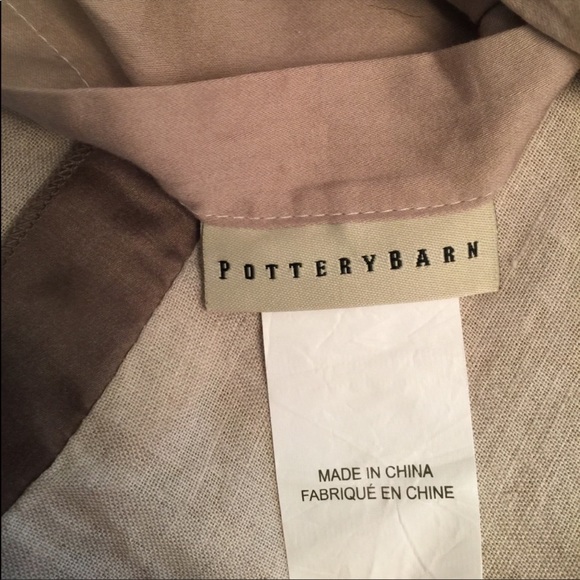 POTTERYBARN
MADE IN CHINA
FABRIQUÉ EN CHINE